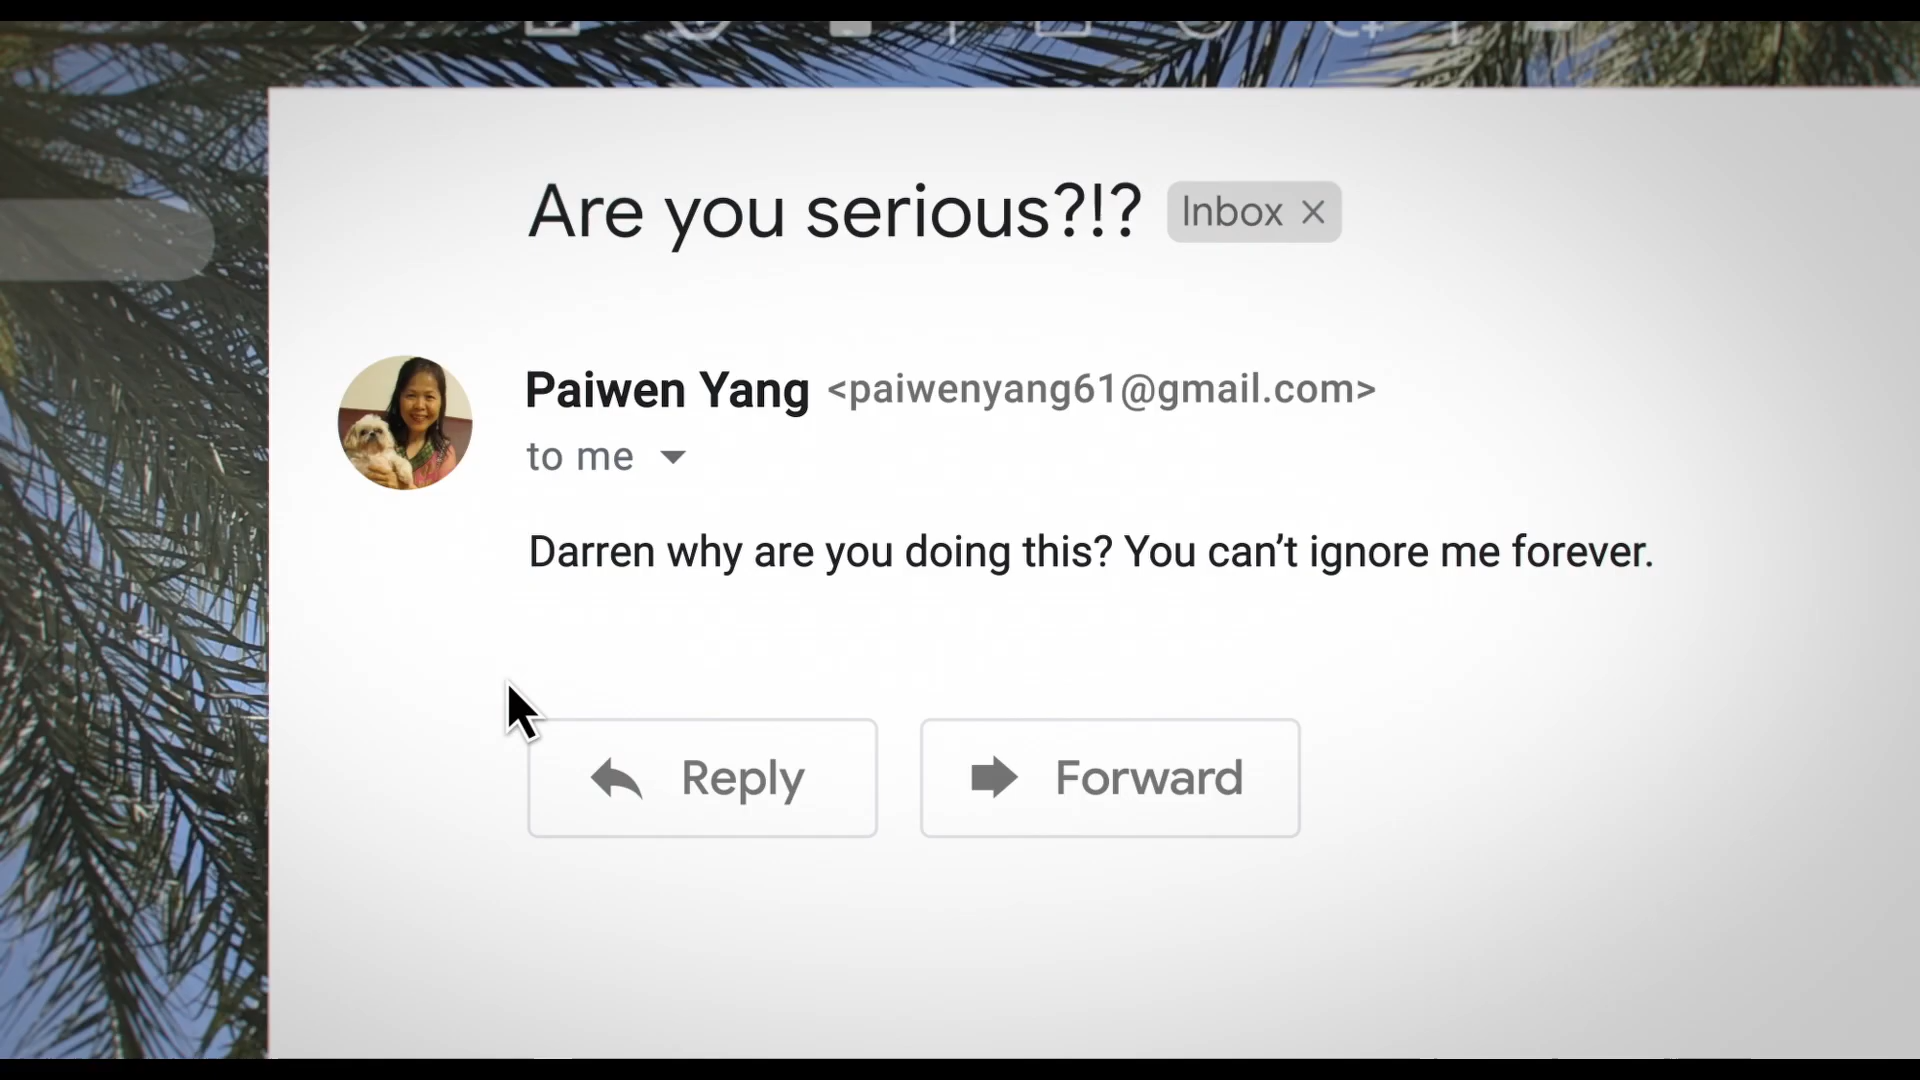 Are you serious?!? Inbox ×
Paiwen Yang <paiwenyang61@gmail.com>
to me
Darren why are you doing this? You can’t ignore me forever.
Reply Forward